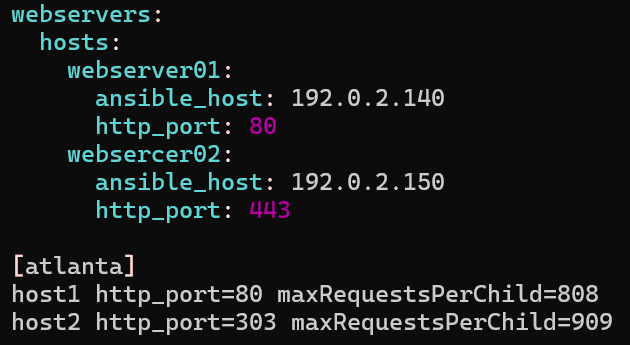 webservers:
  hosts:
    webserver01:
      ansible_host: 192.0.2.140
      http_port: 80
    websercer02:
      ansible_host: 192.0.2.150
      http_port: 443

[atlanta]
host1 http_port=80 maxRequestsPerChild=808
host2 http_port=303 maxRequestsPerChild=909